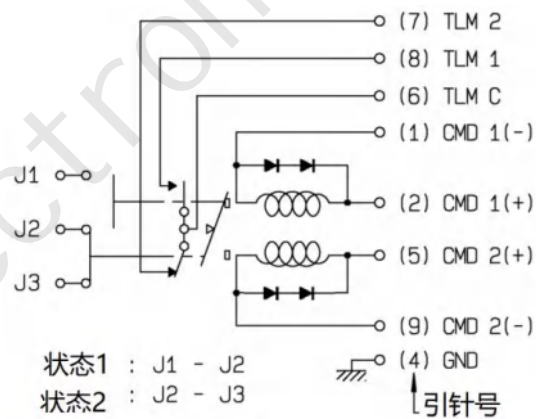 (7) TLM 2
(8) TLM 1
(6) TLM C
(1) CMD 1(-)
J1
(2) CMD 1(+)
J2
(5) CMD 2(+)
J3
(9) CMD 2(-)
状态1 : J1 - J2
(4) GND
状态2 : J2 - J3
引针号